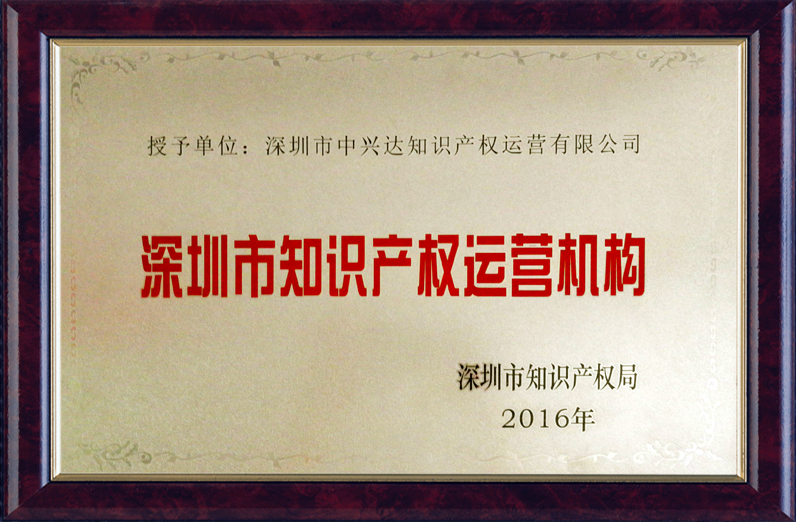 授予单位：深圳市中兴达知识产权运营有限公司
深圳市知识产权运营机构
深圳市知识产权局
2016年